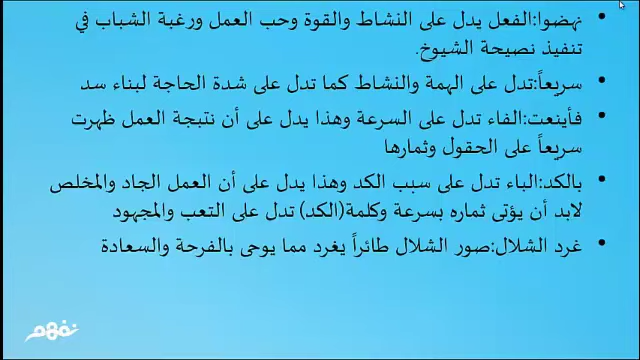 نهضوا:الفعل يدل على النشاط والقوة وحب العمل ورغبة الشباب في
تنفيذ نصيحة الشيوخ.
سريعاً:تدل على الهمة والنشاط كما تدل على شدة الحاجة لبناء سد
فأينعت:الفاء تدل على السرعة وهذا يدل على أن نتيجة العمل ظهرت
سريعاً على الحقول وثمارها
بالكد:الباء تدل على سبب الكد وهذا يدل على أن العمل الجاد والمخلص
لابد أن يؤتى ثماره بسرعة وكلمة(الكد) تدل على التعب والمجهود
غرد الشلال:صور الشلال طائراً يغرد مما يوحى بالفرحة والسعادة
نفهم